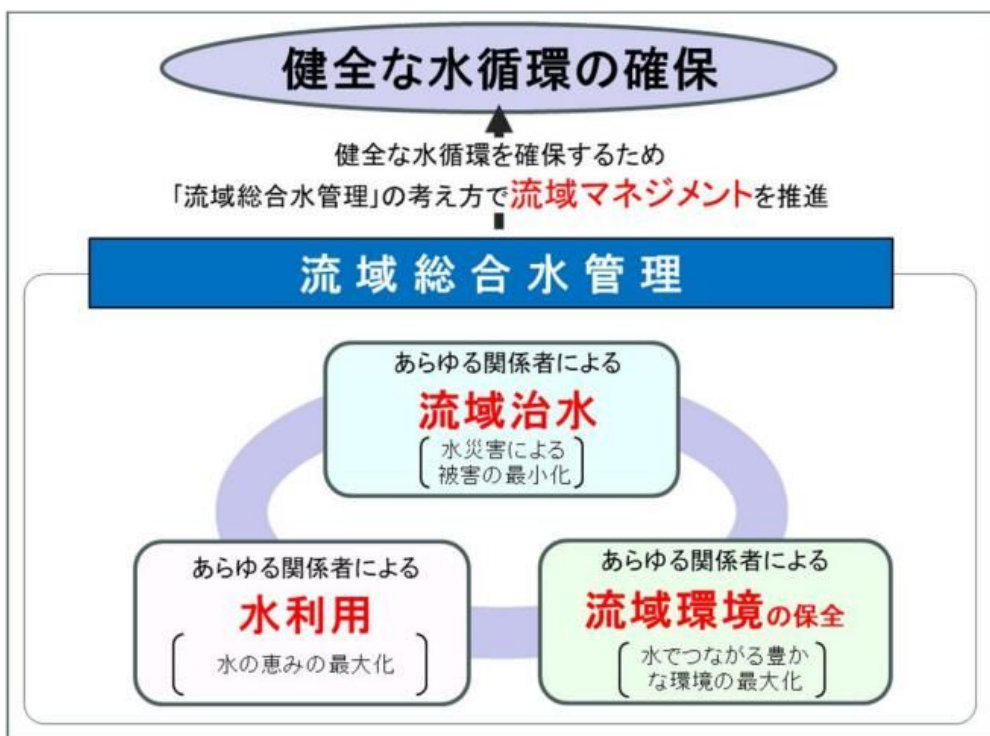 健全な水循環の確保
健全な水循環を確保するため
「流域総合水管理」の考え方で流域マネジメントを推進
流域総合水管理
あらゆる関係者による
流域治水
水災害による
被害の最小化
あらゆる関係者による
水利用
水の恵みの最大化
あらゆる関係者による
流域環境の保全
水でつながる豊か
な環境の最大化